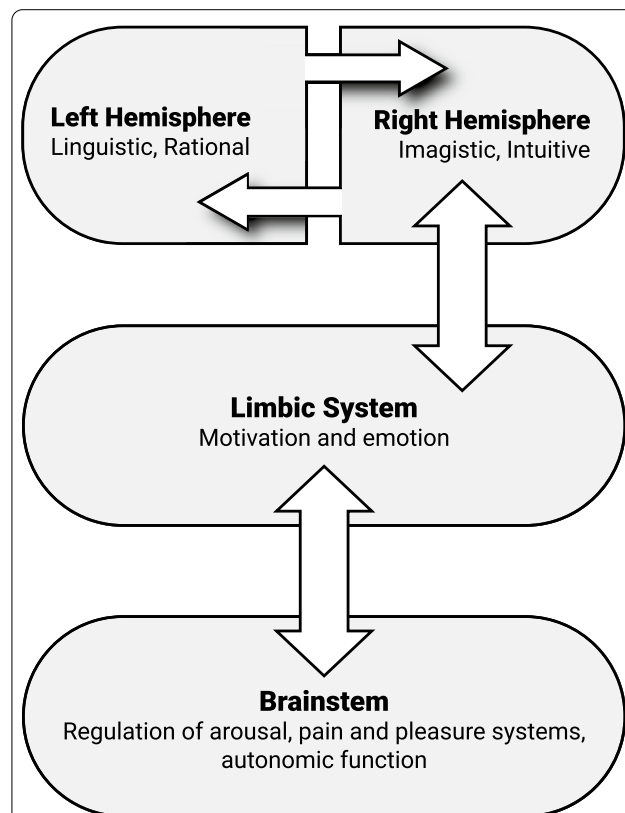 Left Hemisphere
Linguistic, Rational
Right Hemisphere
Imagistic, Intuitive
Limbic System
Motivation and emotion
Brainstem
Regulation of arousal, pain and pleasure systems,
autonomic function